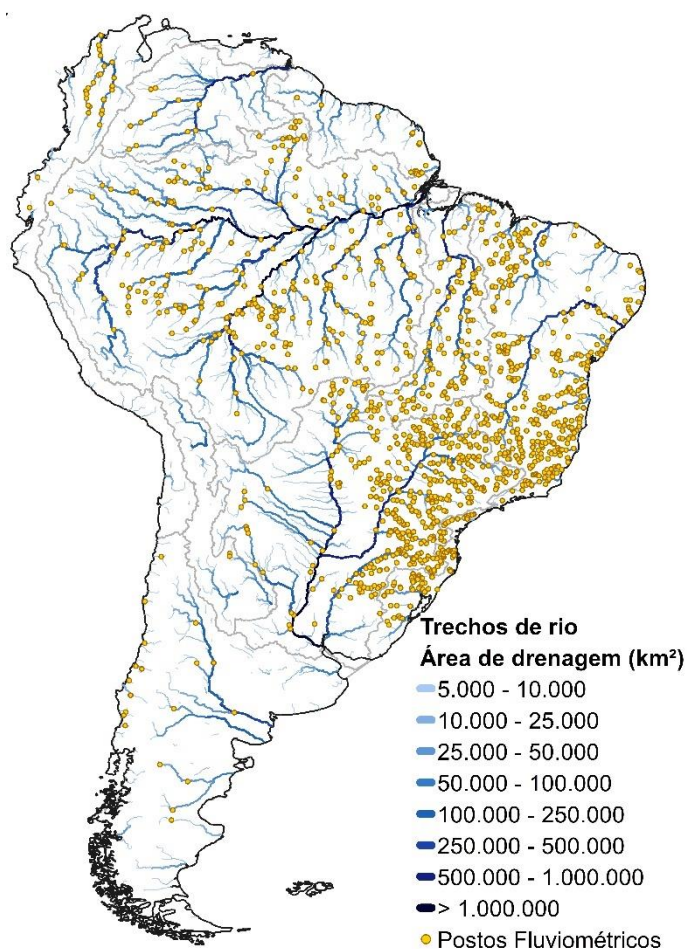 Trechos de rio
Área de drenagem (km²)
5.000 - 10.000
10.000 - 25.000
25.000 - 50.000
50.000 - 100.000
100.000 - 250.000
250.000 - 500.000
500.000 - 1.000.000
> 1.000.000
Postos Fluviométricos